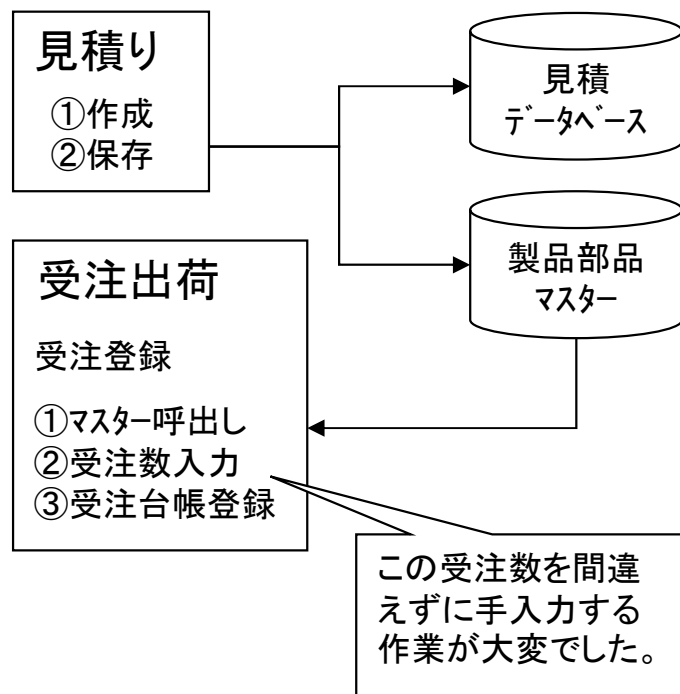 見積り
①作成
②保存
見積
ﾃﾞｰﾀﾍﾞｰｽ
製品部品
ﾏｽﾀｰ
受注出荷
受注登録
①ﾏｽﾀｰ呼出し
②受注数入力
③受注台帳登録
この受注数を間違
えずに手入力する
作業が大変でした。